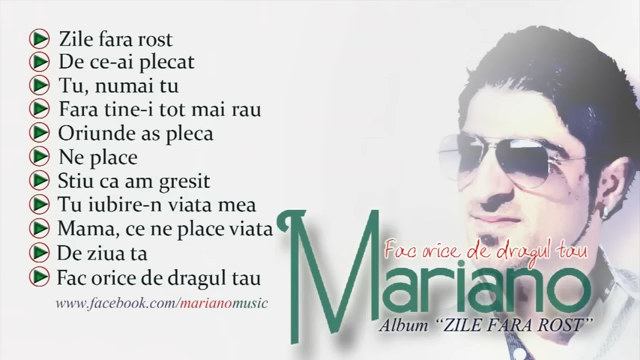 Zile fara rost
De ce-ai plecat
Tu, numai tu
Fara tine-i tot mai rau
Oriunde as pleca
Ne place
Stiu ca am gresit
Tu iubire-n viata mea
Mama, ce ne place viata
De ziua ta
Fac orice de dragul tau
www.facebook.com/marianomusic
Fac orice de dragul tau
Mariano
Album “ZILE FARA ROST”